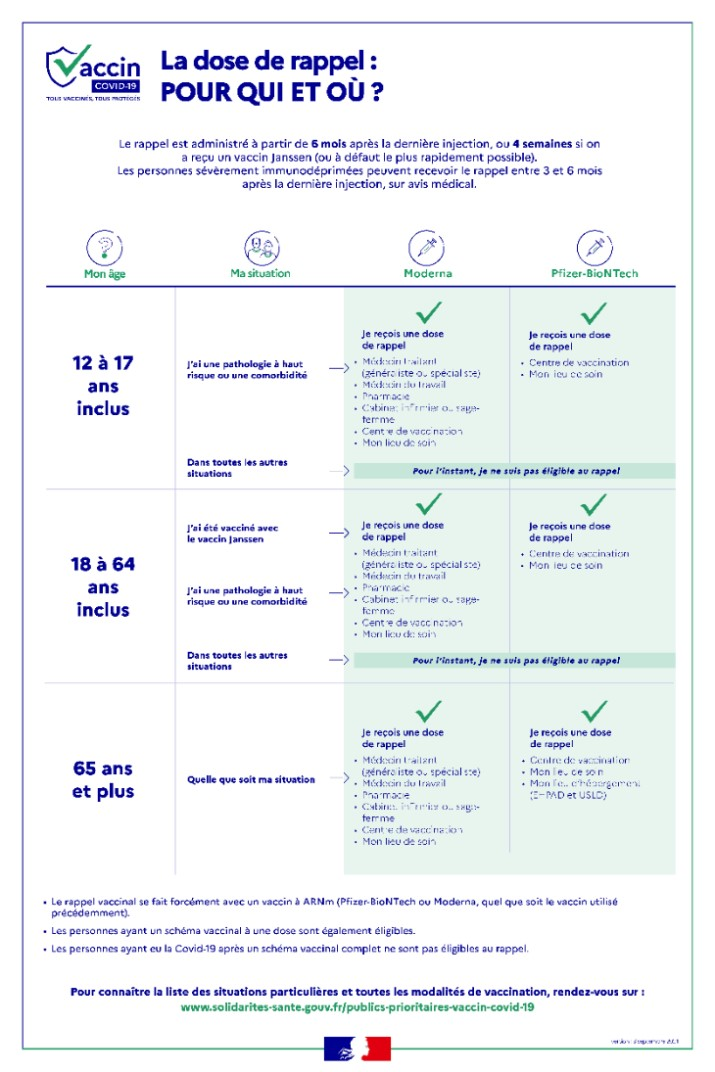 Vaccin
COVID-19
TOUS VACCINÉS, TOUS PROTÉGÉS
La dose de rappel :
POUR QUI ET OÙ ?
Le rappel est administré à partir de 6 mois après la dernière injection, ou 4 semaines si on
a reçu un vaccin Janssen (ou à défaut le plus rapidement possible).
Les personnes sévèrement immunodéprimées peuvent recevoir le rappel entre 3 et 6 mois
après la dernière injection, sur avis médical.
Mon âge
Ma situation
Moderna
Pfizer-BioNTech
12 à 17
ans
inclus
J'ai une pathologie à haut
risque ou une comorbidité
Je reçois une dose
de rappel
• Médecin traitant
(généraliste ou spécialiste)
• Médecin du travail
• Pharmacie
• Cabinet infirmier ou sage-
femme
• Centre de vaccination
• Mon lieu de soin
Je reçois une dose
de rappel
• Centre de vaccination
• Mon lieu de soin
Dans toutes les autres
situations
Pour l'instant, je ne suis pas éligible au rappel
18 à 64
ans
inclus
J'ai été vacciné avec
le vaccin Janssen
J'ai une pathologie à haut
risque ou une comorbidité
Je reçois une dose
de rappel
• Médecin traitant
(généraliste ou spécialiste)
• Médecin du travail
• Pharmacie
• Cabinet infirmier ou sage-
femme
• Centre de vaccination
• Mon lieu de soin
Je reçois une dose
de rappel
• Centre de vaccination
• Mon lieu de soin
Dans toutes les autres
situations
Pour l'instant, je ne suis pas éligible au rappel
65 ans
et plus
Quelle que soit ma situation
Je reçois une dose
de rappel
• Médecin traitant
(généraliste ou spécialiste)
• Médecin du travail
• Pharmacie
• Cabinet infirmier ou sage-
femme
• Centre de vaccination
• Mon lieu de soin
Je reçois une dose
de rappel
• Centre de vaccination
• Mon lieu de soin
• Mon lieu d'hébergement
(EHPAD et USLD)
• Le rappel vaccinal se fait forcément avec un vaccin à ARNm (Pfizer-BioNTech ou Moderna, quel que soit le vaccin utilisé
précédemment).
• Les personnes ayant un schéma vaccinal à une dose sont également éligibles.
• Les personnes ayant eu la Covid-19 après un schéma vaccinal complet ne sont pas éligibles au rappel.
Pour connaître la liste des situations particulières et toutes les modalités de vaccination, rendez-vous sur :
www.solidarites-sante.gouv.fr/publics-prioritaires-vaccin-covid-19